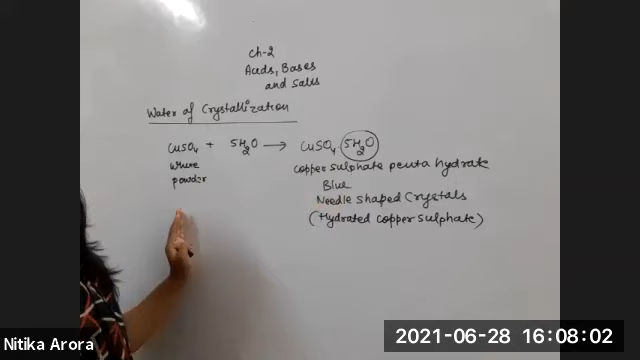 Ch-2
Acids, Bases
and Salts
Water of Crystallization
CuSO4 + 5H2O → CuSO4.5H2O
White
powder
Copper sulphate penta hydrate
Blue
Needle shaped Crystals
(Hydrated copper sulphate)
Nitika Arora
2021-06-28 16:08:02